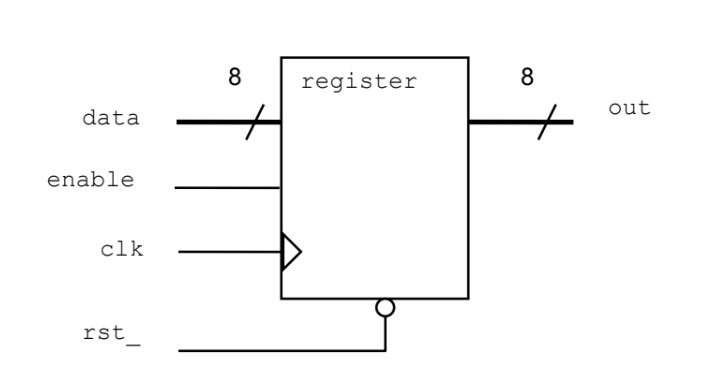 8
register
8
data
out
enable
clk
rst_